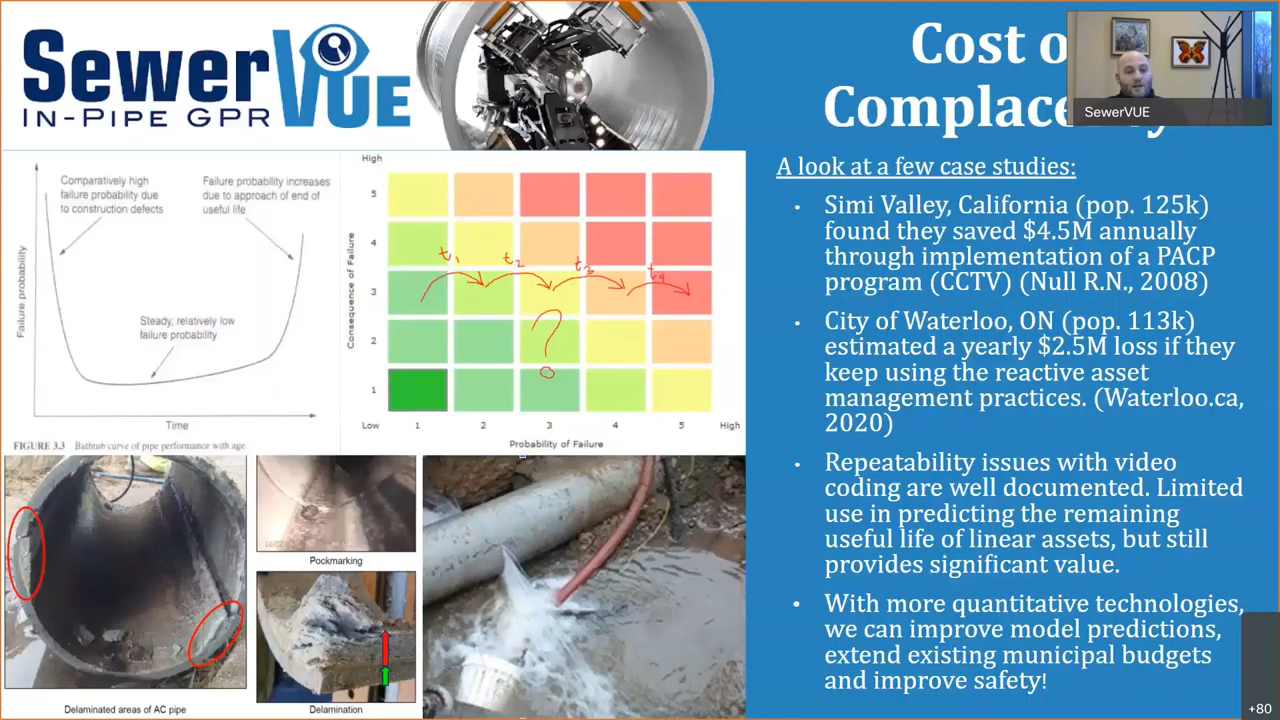 SewerVUE
IN-PIPE GPR
Cost o
Complace y
SewerVUE
Comparatively high
failure probability due
to construction defects
Failure probability increases
due to approach of end of
useful life
Steady, relatively low
failure probability
Failure probability
Time
FIGURE 3.3 Bathtub curve of pipe performance with age
High
5
4
3
2
1
Consequence of Failure
t1
t2
t3
t4
?
Low 1 2 3 4 5 High
Probability of Failure
Pockmarking
Delaminated areas of AC pipe
Delamination
A look at a few case studies:
• Simi Valley, California (pop. 125k)
found they saved $4.5M annually
through implementation of a PACP
program (CCTV) (Null R.N., 2008)
• City of Waterloo, ON (pop. 113k)
estimated a yearly $2.5M loss if they
keep using the reactive asset
management practices. (Waterloo.ca,
2020)
• Repeatability issues with video
coding are well documented. Limited
use in predicting the remaining
useful life of linear assets, but still
provides significant value.
• With more quantitative technologies,
we can improve model predictions,
extend existing municipal budgets
and improve safety!
+80